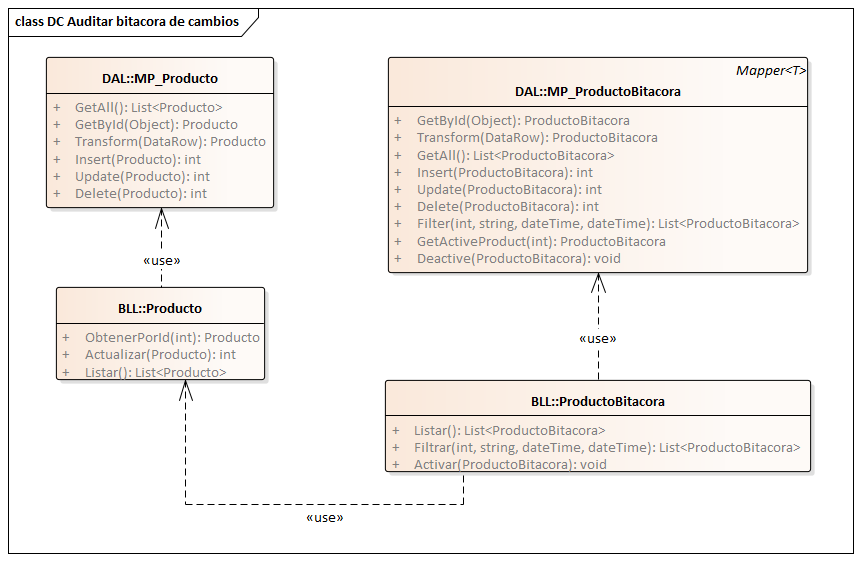 class DC Auditar bitacora de cambios
DAL::MP_Producto
+ GetAll(): List<Producto>
+ GetById(Object): Producto
+ Transform(DataRow): Producto
+ Insert(Producto): int
+ Update(Producto): int
+ Delete(Producto): int
Mapper<T>
DAL::MP_ProductoBitacora
+ GetById(Object): ProductoBitacora
+ Transform(DataRow): ProductoBitacora
+ GetAll(): List<ProductoBitacora>
+ Insert(ProductoBitacora): int
+ Update(ProductoBitacora): int
+ Delete(ProductoBitacora): int
+ Filter(int, string, dateTime, dateTime): List<ProductoBitacora>
+ GetActiveProduct(int): ProductoBitacora
+ Deactive(ProductoBitacora): void
«use»
BLL::Producto
+ ObtenerPorId(int): Producto
+ Actualizar(Producto): int
+ Listar(): List<Producto>
«use»
BLL::ProductoBitacora
+ Listar(): List<ProductoBitacora>
+ Filtrar(int, string, dateTime, dateTime): List<ProductoBitacora>
+ Activar(ProductoBitacora): void
«use»